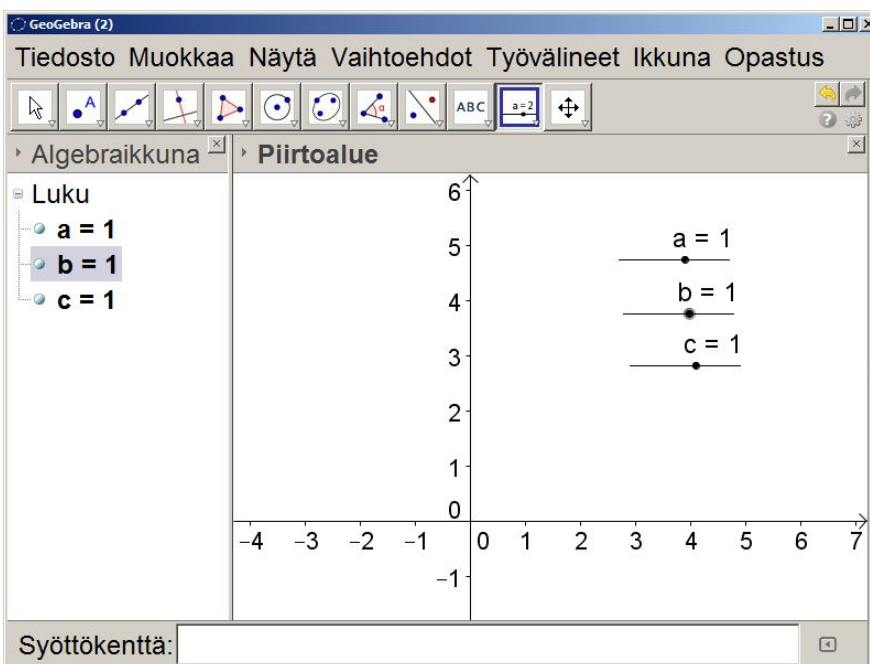 GeoGebra (2)
Tiedosto Muokkaa Näytä Vaihtoehdot Työvälineet Ikkuna Opastus
A α ABC a=2
Algebraikkuna Piirtoalue
Luku
a = 1
b = 1
c = 1
a = 1
b = 1
c = 1
6
5
4
3
2
1
0
−4 −3 −2 −1 0 1 2 3 4 5 6 7
−1
Syöttökenttä: